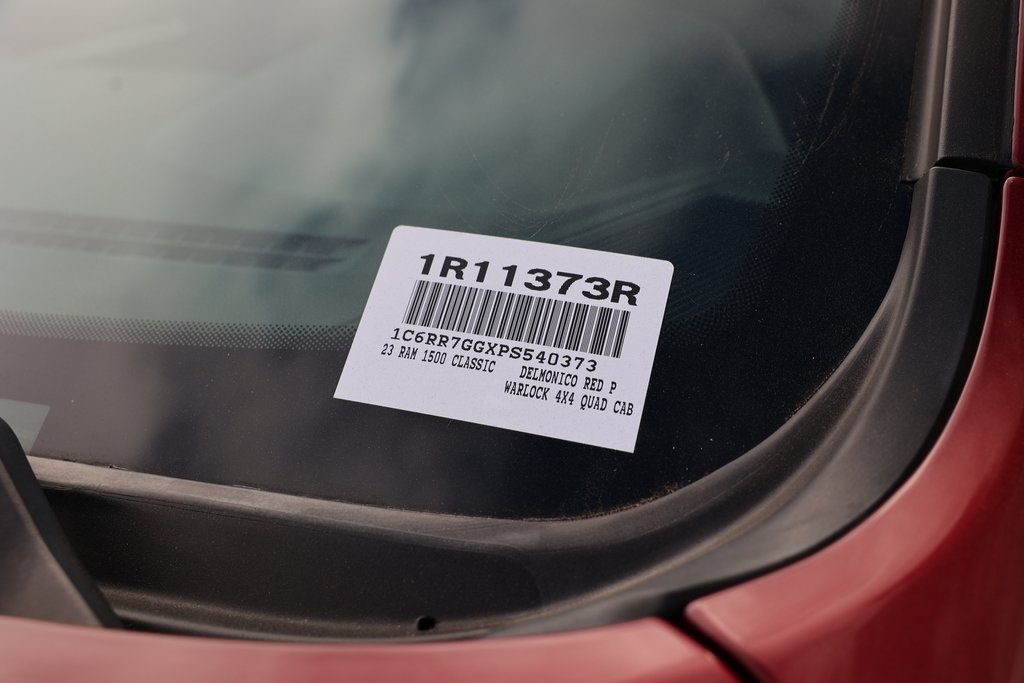 1R11373R
1C6RR7GGXPS540373
23 RAM 1500 CLASSIC DELMONICO RED P
WARLOCK 4X4 QUAD CAB